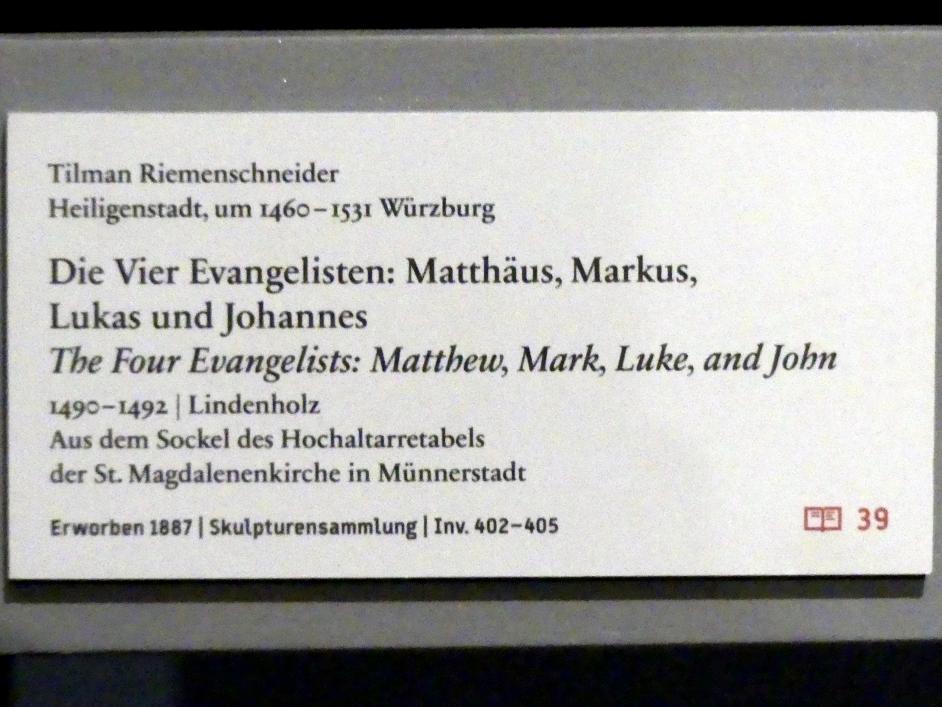 Tilman Riemenschneider
Heiligenstadt, um 1460–1531 Würzburg
Die Vier Evangelisten: Matthäus, Markus,
Lukas und Johannes
The Four Evangelists: Matthew, Mark, Luke, and John
1490–1492 | Lindenholz
Aus dem Sockel des Hochaltarretabels
der St. Magdalenenkirche in Münnerstadt
Erworben 1887 | Skulpturensammlung | Inv. 402–405
39